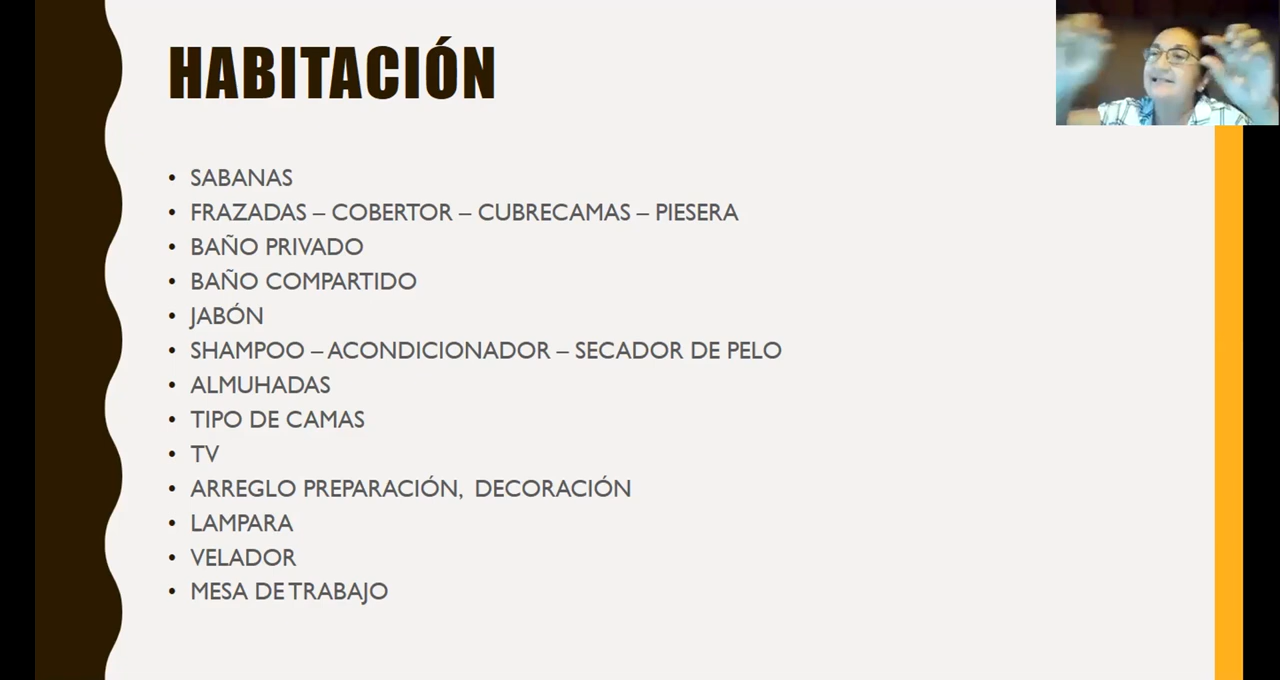 HABITACIÓN
• SABANAS
• FRAZADAS – COBERTOR – CUBRECAMAS – PIESERA
• BAÑO PRIVADO
• BAÑO COMPARTIDO
• JABÓN
• SHAMPOO – ACONDICIONADOR – SECADOR DE PELO
• ALMUHADAS
• TIPO DE CAMAS
• TV
• ARREGLO PREPARACIÓN, DECORACIÓN
• LAMPARA
• VELADOR
• MESA DE TRABAJO